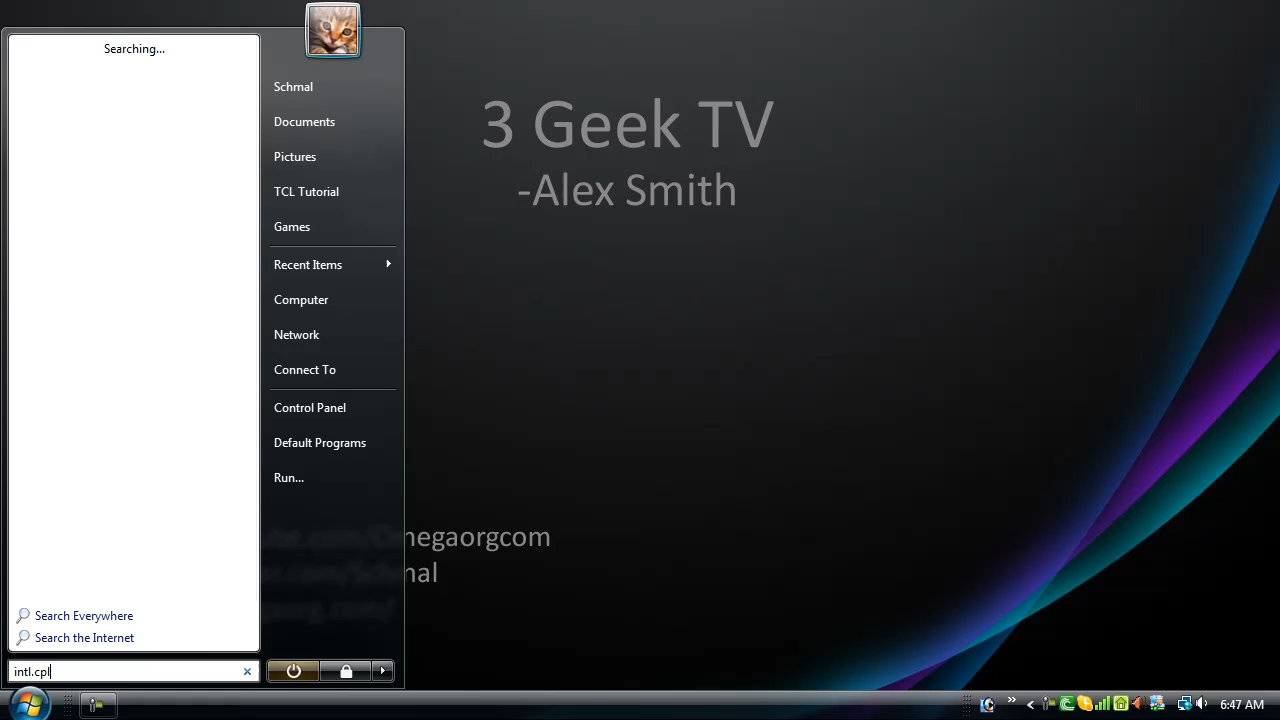 Searching...
Schmal
Documents
Pictures
TCL Tutorial
Games
Recent Items
Computer
Network
Connect To
Control Panel
Default Programs
Run...
Search Everywhere
Search the Internet
intl.cpl
3 Geek TV
-Alex Smith
megaorgcom
6:47 AM